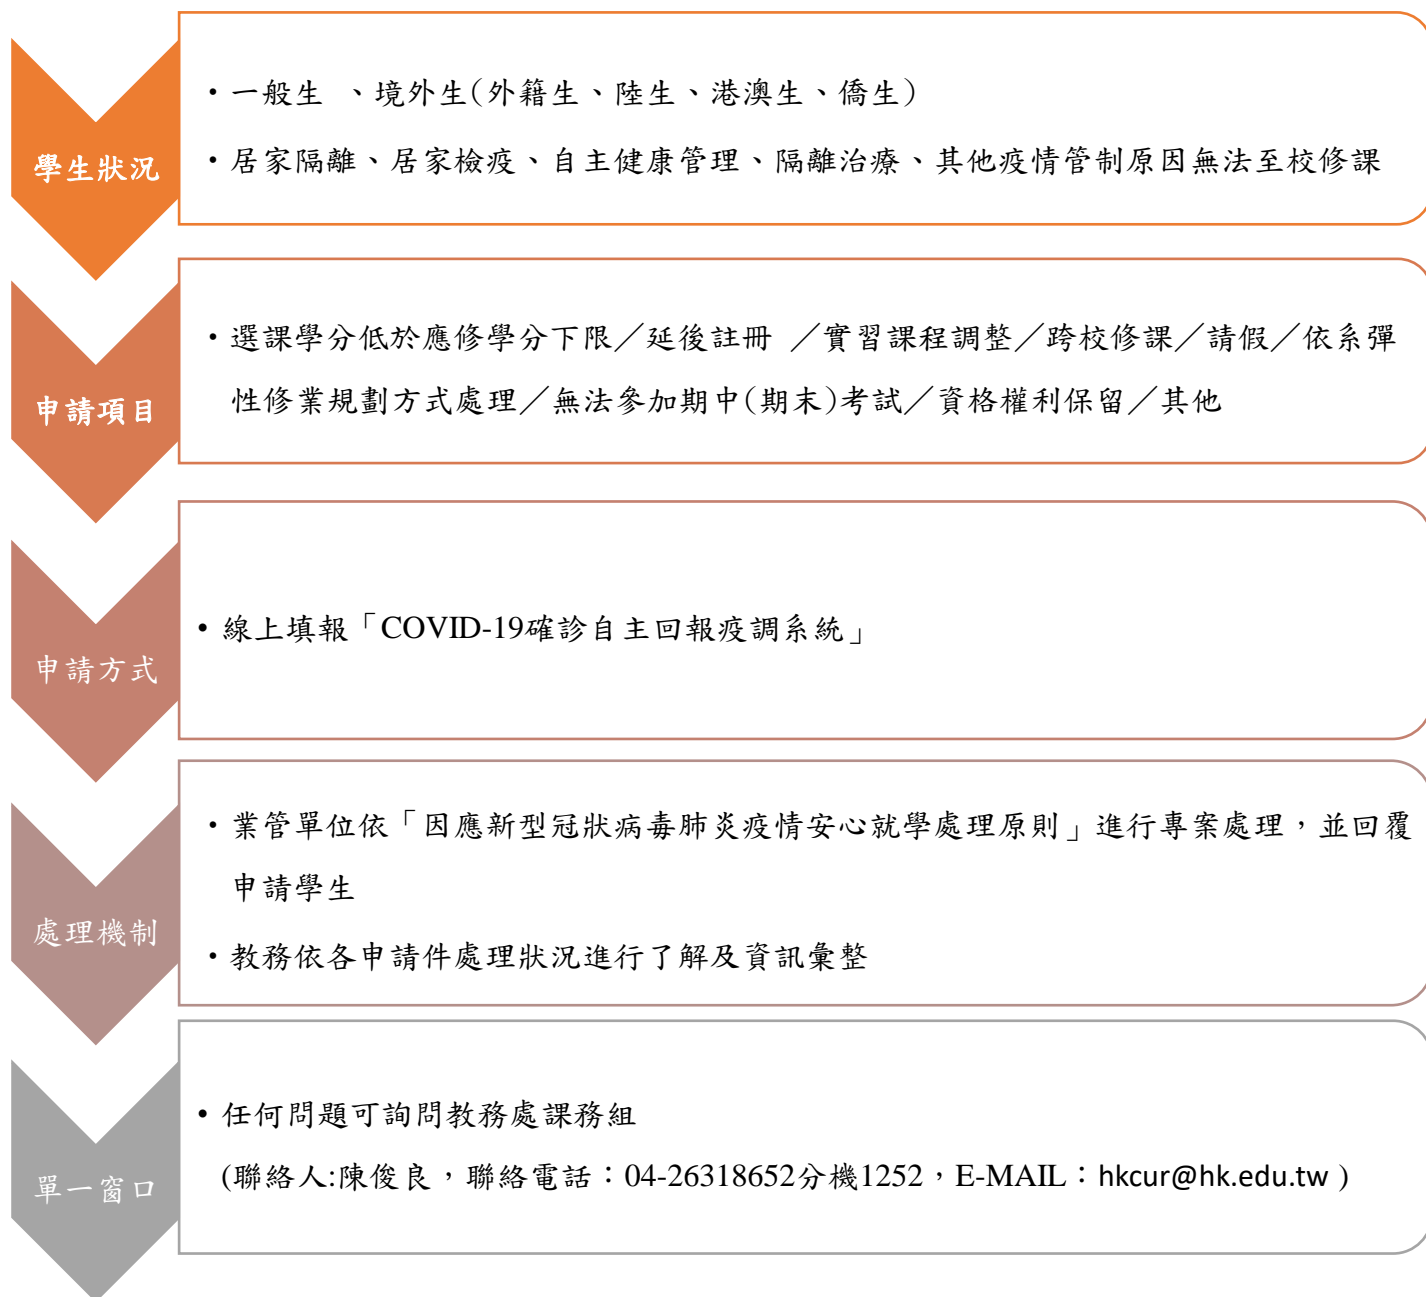 學生狀況
•一般生 、境外生(外籍生、陸生、港澳生、僑生)
•居家隔離、居家檢疫、自主健康管理、隔離治療、其他疫情管制原因無法至校修課
申請項目
•選課學分低於應修學分下限／延後註冊 ／實習課程調整／跨校修課／請假／依系彈
性修業規劃方式處理／無法參加期中(期末)考試／資格權利保留／其他
申請方式
•線上填報「COVID-19確診自主回報疫調系統」
處理機制
•業管單位依「因應新型冠狀病毒肺炎疫情安心就學處理原則」進行專案處理，並回覆
申請學生
•教務依各申請件處理狀況進行了解及資訊彙整
單一窗口
•任何問題可詢問教務處課務組
(聯絡人:陳俊良，聯絡電話：04-26318652分機1252，E-MAIL：hkcur@hk.edu.tw )